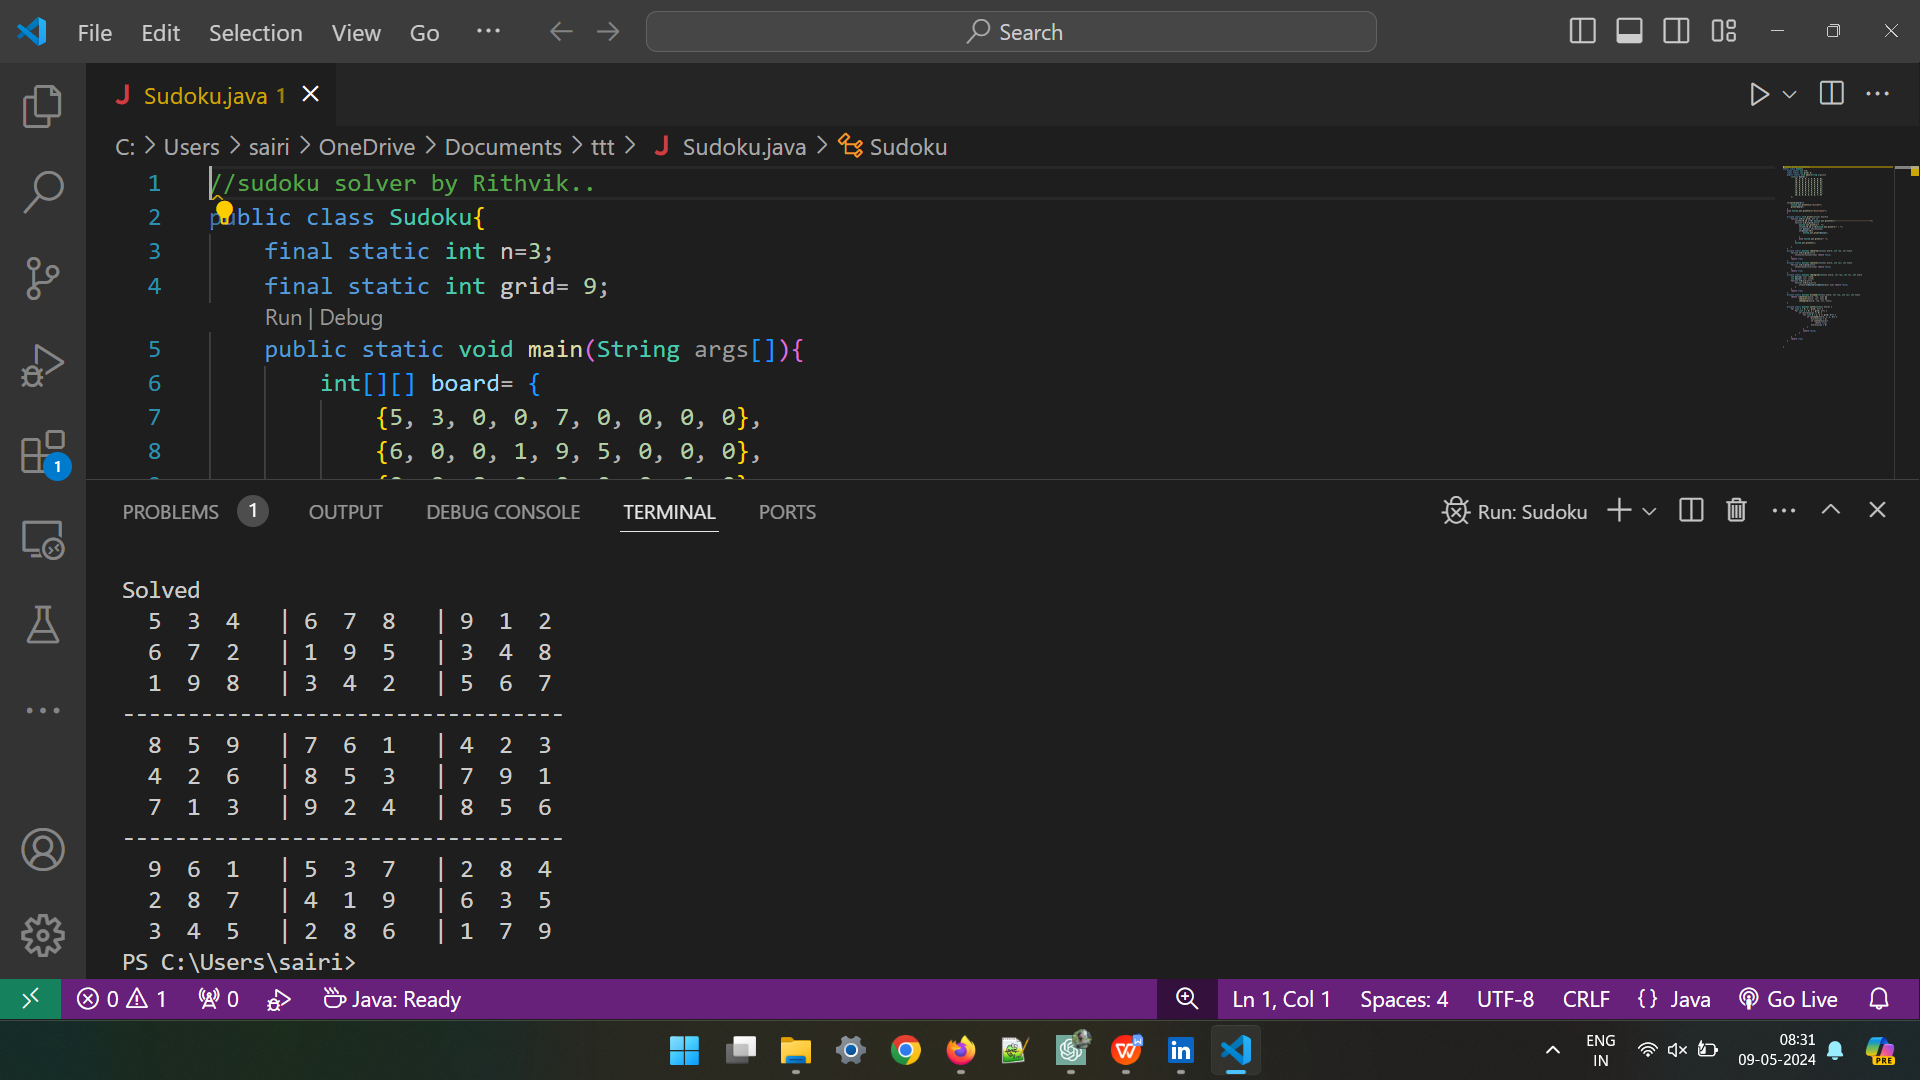 File Edit Selection View Go ··· Search
J Sudoku.java 1
C: > Users > sairi > OneDrive > Documents > ttt > J Sudoku.java > Sudoku
1 //sudoku solver by Rithvik..
2 public class Sudoku{
3 final static int n=3;
4 final static int grid= 9;
Run | Debug
5 public static void main(String args[]){
6 int[][] board= {
7 {5, 3, 0, 0, 7, 0, 0, 0, 0},
8 {6, 0, 0, 1, 9, 5, 0, 0, 0},
1
PROBLEMS 1 OUTPUT DEBUG CONSOLE TERMINAL PORTS Run: Sudoku
Solved
5 3 4 | 6 7 8 | 9 1 2
6 7 2 | 1 9 5 | 3 4 8
1 9 8 | 3 4 2 | 5 6 7
----------------------------------
8 5 9 | 7 6 1 | 4 2 3
4 2 6 | 8 5 3 | 7 9 1
7 1 3 | 9 2 4 | 8 5 6
----------------------------------
9 6 1 | 5 3 7 | 2 8 4
2 8 7 | 4 1 9 | 6 3 5
3 4 5 | 2 8 6 | 1 7 9
PS C:\Users\sairi>
0 1 0 Java: Ready Ln 1, Col 1 Spaces: 4 UTF-8 CRLF {} Java Go Live
ENG
IN
08:31
09-05-2024
W
in
PRE